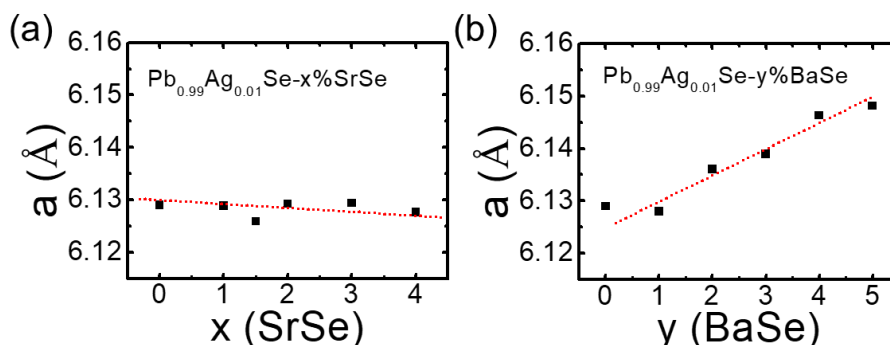 (a)
6.16
6.15
6.14
6.13
6.12
a (Å)
Pb₀.₉₉Ag₀.₀₁Se-x%SrSe
0 1 2 3 4
x (SrSe)
(b)
6.16
6.15
6.14
6.13
6.12
a (Å)
Pb₀.₉₉Ag₀.₀₁Se-y%BaSe
0 1 2 3 4 5
y (BaSe)